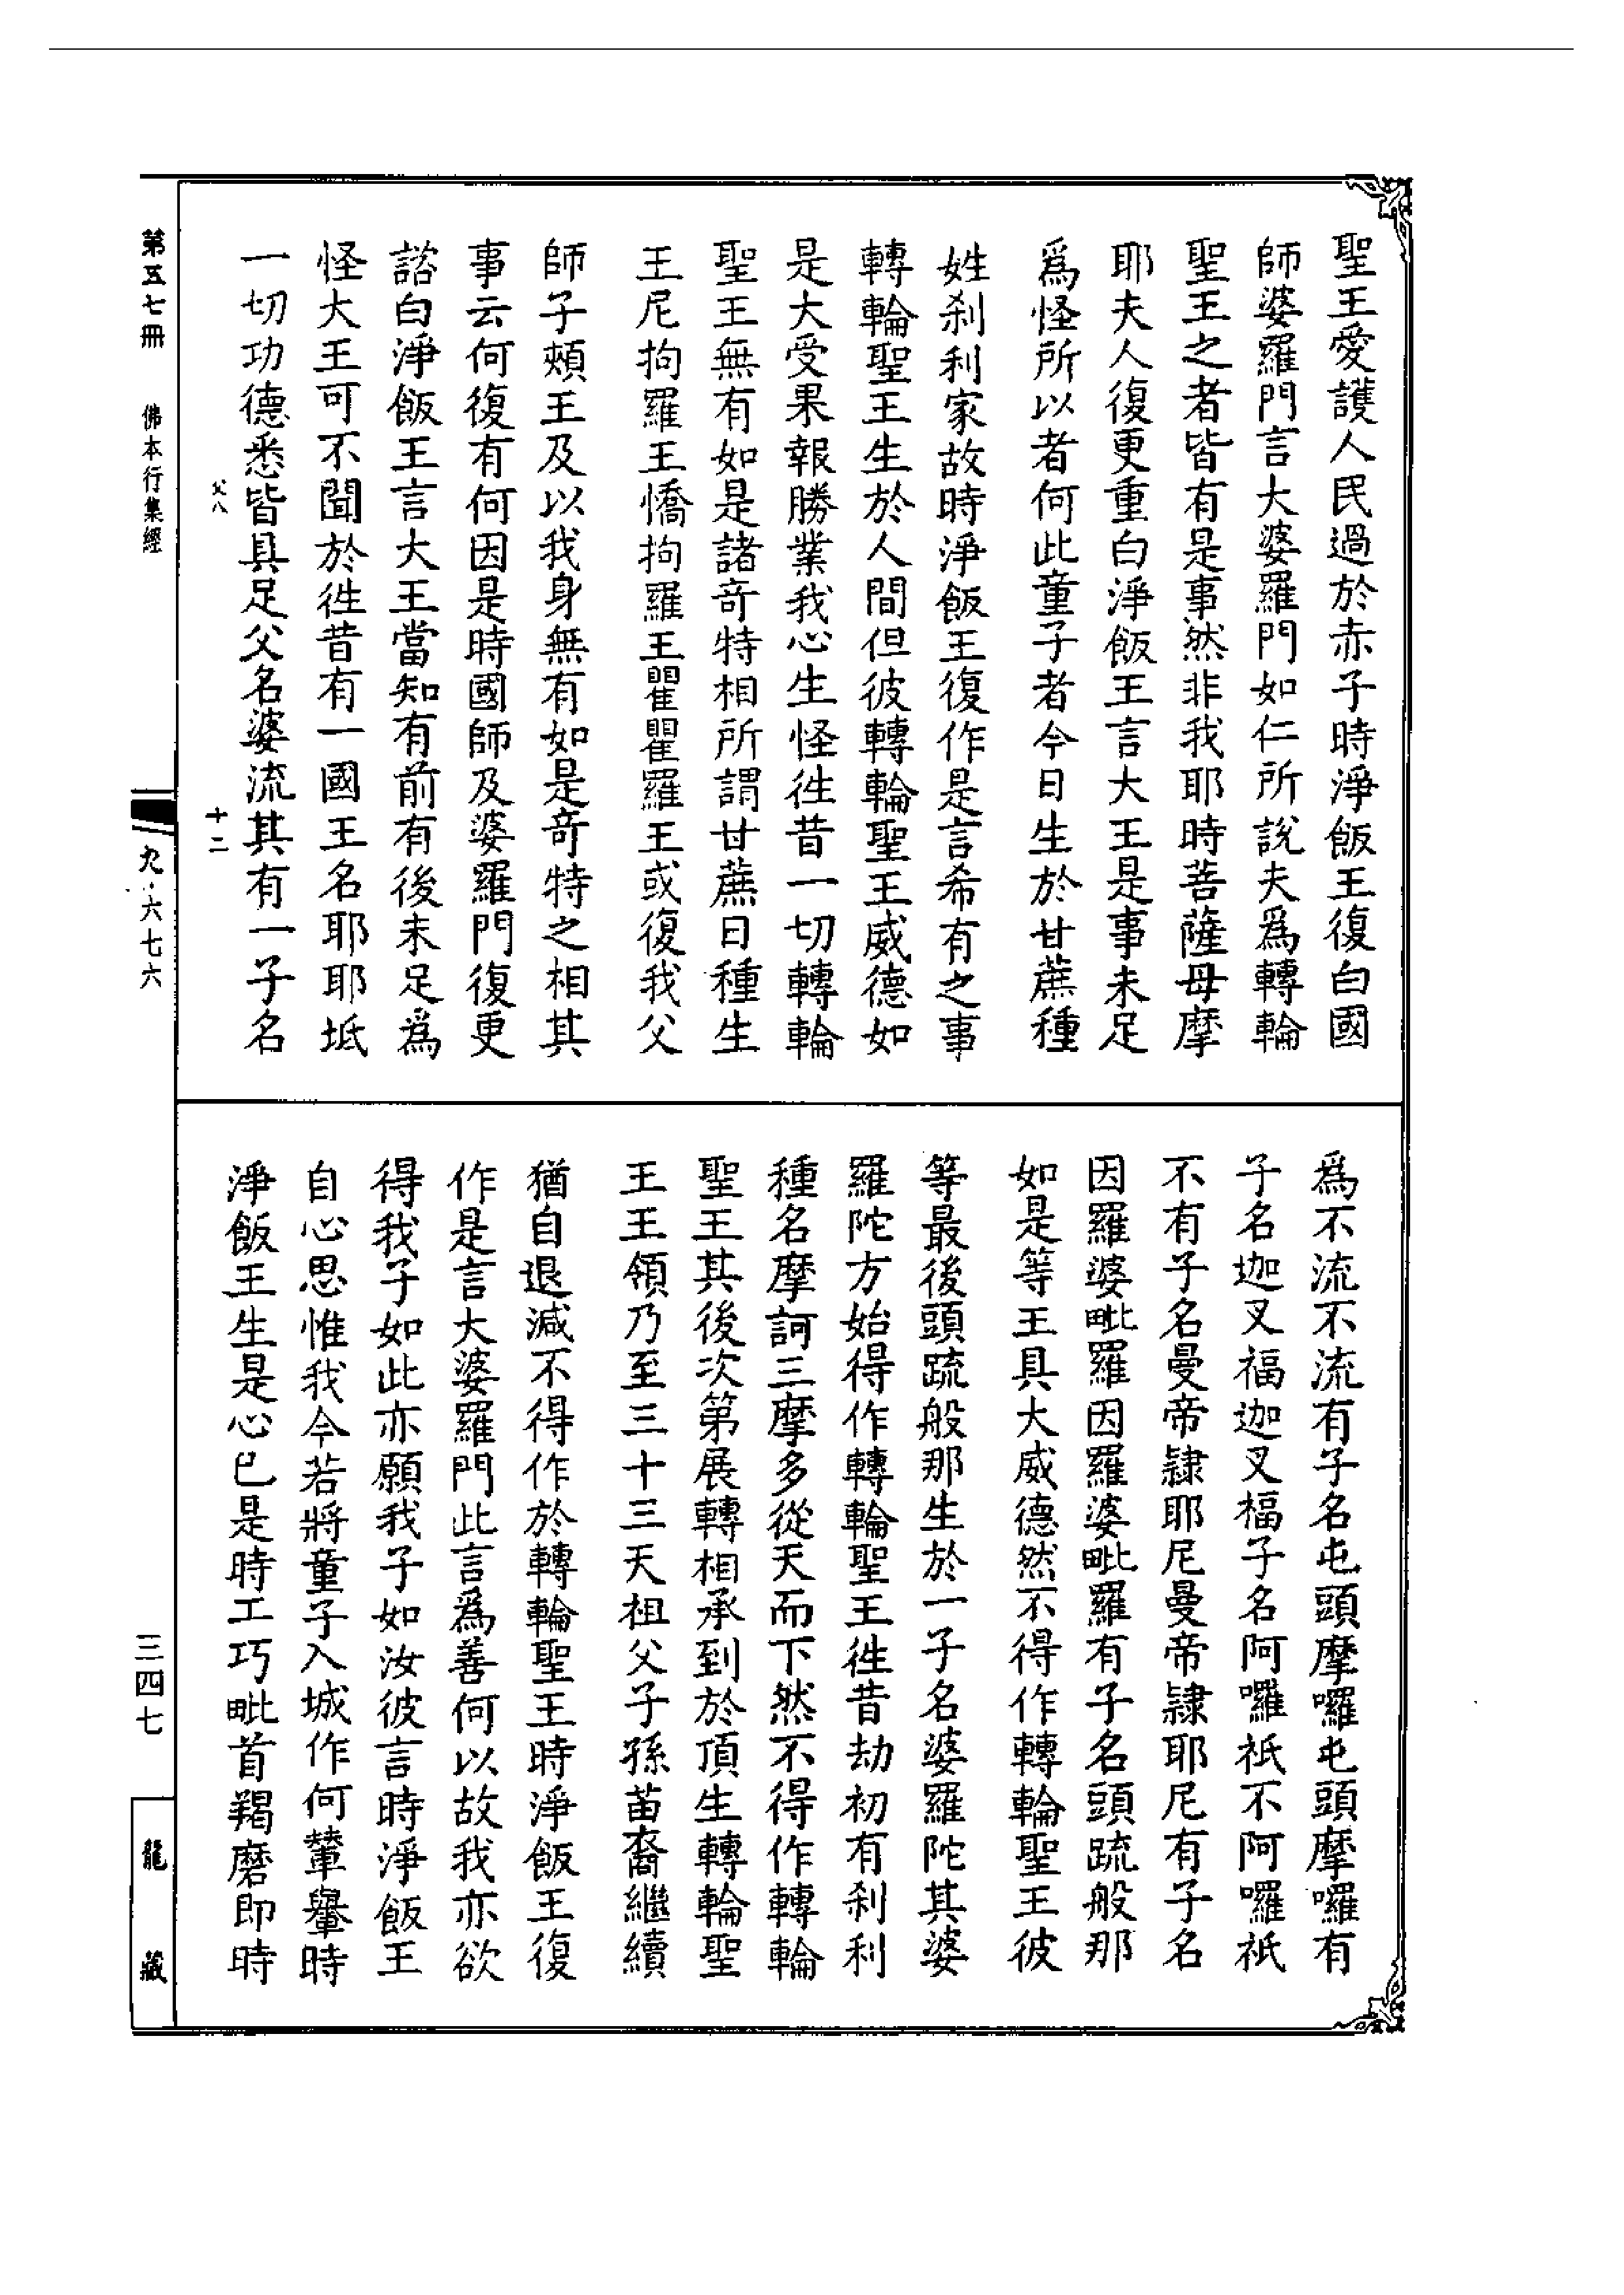 聖王愛護人民過於赤子時淨飯王復白國
師婆羅門言大婆羅門如仁所說夫爲轉輪
聖王之者皆有是事然非我耶時菩薩母摩
耶夫人復更重白淨飯王言大王是事未足
爲怪所以者何此童子者今日生於甘蔗種
姓刹利家故時淨飯王復作是言希有之事
轉輪聖王生於人間但彼轉輪聖王威德如
是大受果報勝業我心生怪徃昔一切轉輪
聖王無有如是諸竒特相所謂甘蔗日種生
王尼拘羅王憍拘羅王瞿瞿羅王或復我父
師子頰王及以我身無有如是竒特之相其
事云何復有何因是時國師及婆羅門復更
諮白淨飯王言大王當知有前有後未足爲
怪大王可不聞於徃昔有一國王名耶耶坻
一切功德悉皆具足父名婆流其有一子名
父八 十二
爲不流不流有子名屯頭摩囉屯頭摩囉有
子名迦叉福迦叉福子名阿囉祇不阿囉祇
不有子名曼帝隷耶尼曼帝隷耶尼有子名
因羅婆毗羅因羅婆毗羅有子名頭䟽般那
如是等王具大威德然不得作轉輪聖王彼
等最後頭䟽般那生於一子名婆羅陀其婆
羅陀方始得作轉輪聖王徃昔劫初有刹利
種名摩訶三摩多從天而下然不得作轉輪
聖王其後次第展轉相承到於頂生轉輪聖
王王領乃至三十三天祖父子孫苗裔繼續
猶自退減不得作於轉輪聖王時淨飯王復
作是言大婆羅門此言爲善何以故我亦欲
得我子如此亦願我子如汝彼言時淨飯王
自心思惟我今若將童子入城作何輦轝時
淨飯王生是心已是時工巧毗首羯磨即時
第五七冊 佛本行集經
九·六七六
三四七
龍藏